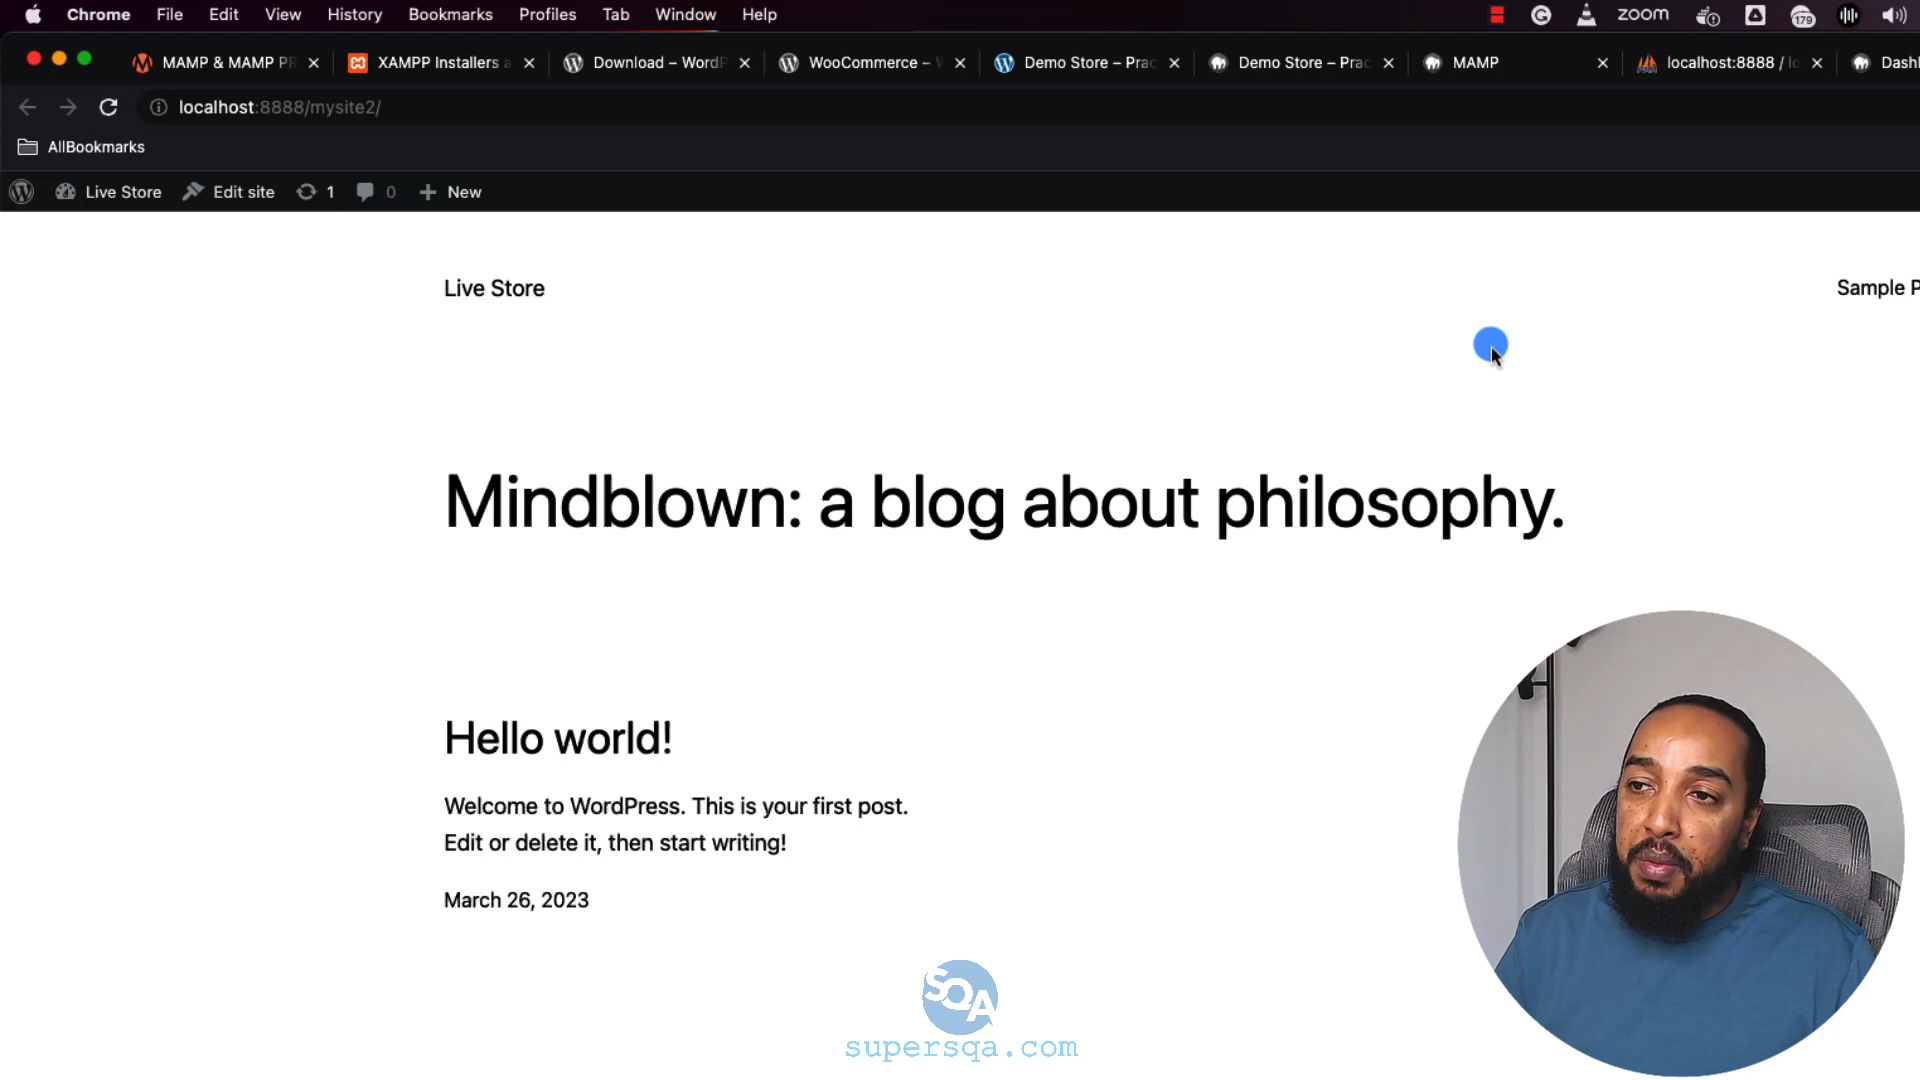 Chrome File Edit View History Bookmarks Profiles Tab Window Help zoom 179
MAMP & MAMP PR XAMPP Installers a Download – WordP WooCommerce – Demo Store – Prac Demo Store – Prac MAMP localhost:8888 / lo Dash
localhost:8888/mysite2/
AllBookmarks
Live Store Edit site 1 0 New
Live Store Sample P
Mindblown: a blog about philosophy.
Hello world!
Welcome to WordPress. This is your first post.
Edit or delete it, then start writing!
March 26, 2023
SQA
supersqa.com